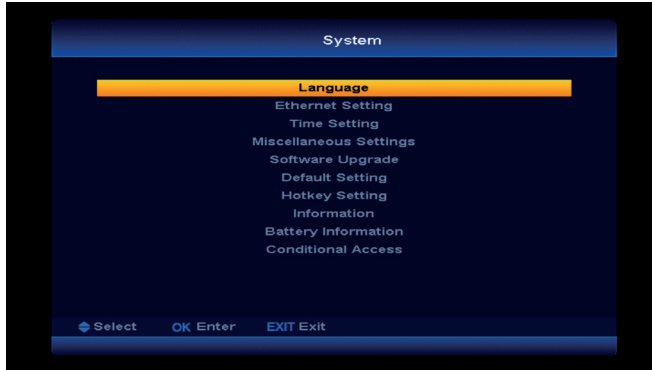 System
Language
Ethernet Setting
Time Setting
Miscellaneous Settings
Software Upgrade
Default Setting
Hotkey Setting
Information
Battery Information
Conditional Access
Select OK Enter EXIT Exit